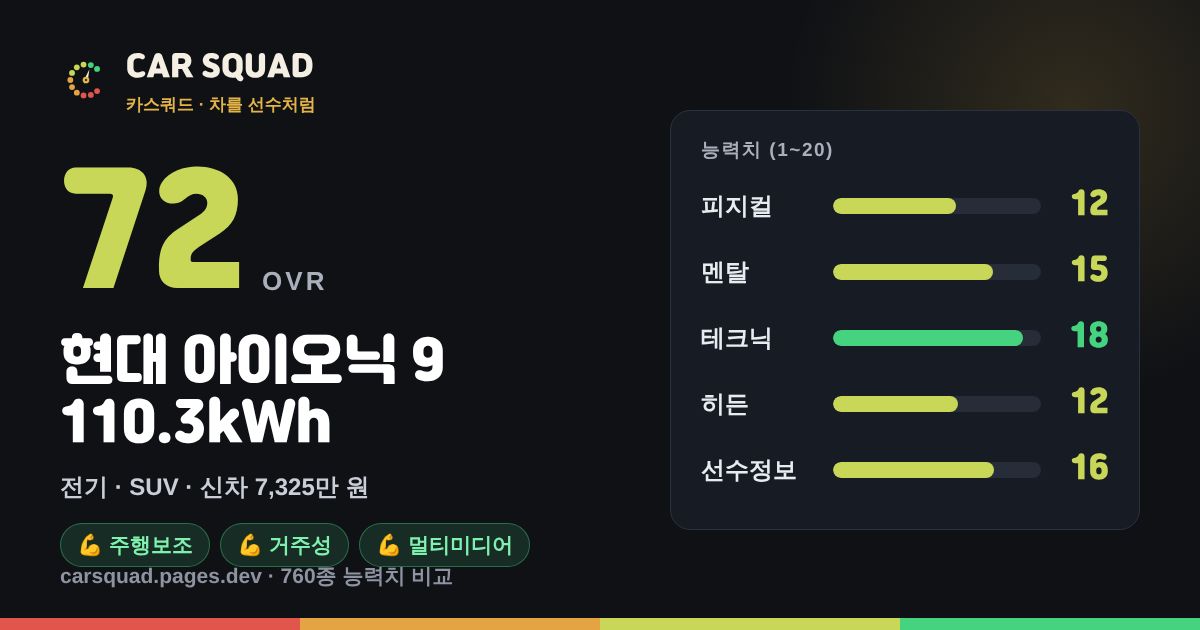 CAR SQUAD
카스쿼드 · 차를 선수처럼
72 OVR
현대 아이오닉 9
110.3kWh
전기 · SUV · 신차 7,325만 원
💪 주행보조 💪 거주성 💪 멀티미디어
carsquad.pages.dev · 760종 능력치 비교
능력치 (1~20)
피지컬 12
멘탈 15
테크닉 18
히든 12
선수정보 16